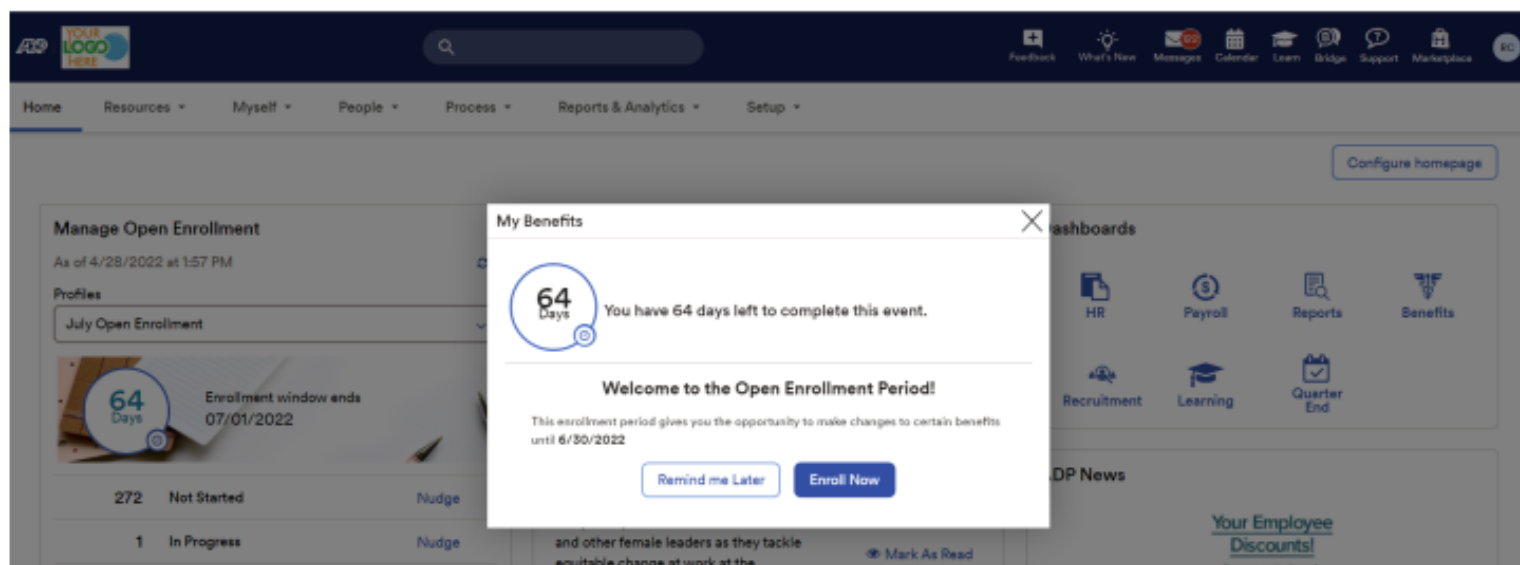 ADP
YOUR
LOGO
HERE
Feedback
What's New
Messages
Calendar
Learn
Bridge
Support
Marketplace
RC
Home
Resources
Myself
People
Process
Reports & Analytics
Setup
Configure homepage
Manage Open Enrollment
As of 4/28/2022 at 1:57 PM
Profiles
July Open Enrollment
64
Days
Enrollment window ends
07/01/2022
272 Not Started Nudge
1 In Progress Nudge
My Benefits
64
Days
You have 64 days left to complete this event.
Welcome to the Open Enrollment Period!
This enrollment period gives you the opportunity to make changes to certain benefits
until 6/30/2022
Remind me Later
Enroll Now
and other female leaders as they tackle
equitable change at work at the
Mark As Read
ashboards
HR
Payroll
Reports
Benefits
Recruitment
Learning
Quarter
End
DP News
Your Employee
Discounts!